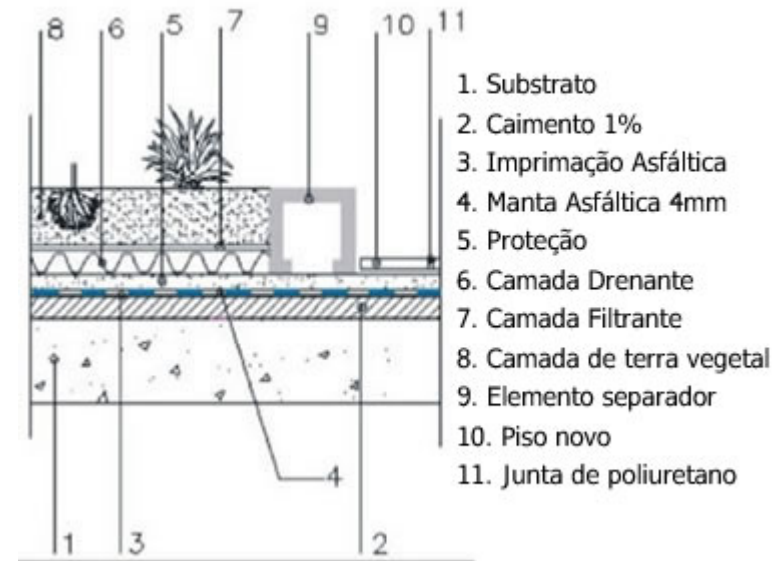 8 6 5 7 9 10 11
1. Substrato
2. Caimento 1%
3. Imprimação Asfáltica
4. Manta Asfáltica 4mm
5. Proteção
6. Camada Drenante
7. Camada Filtrante
8. Camada de terra vegetal
9. Elemento separador
10. Piso novo
11. Junta de poliuretano
4
1 3 2